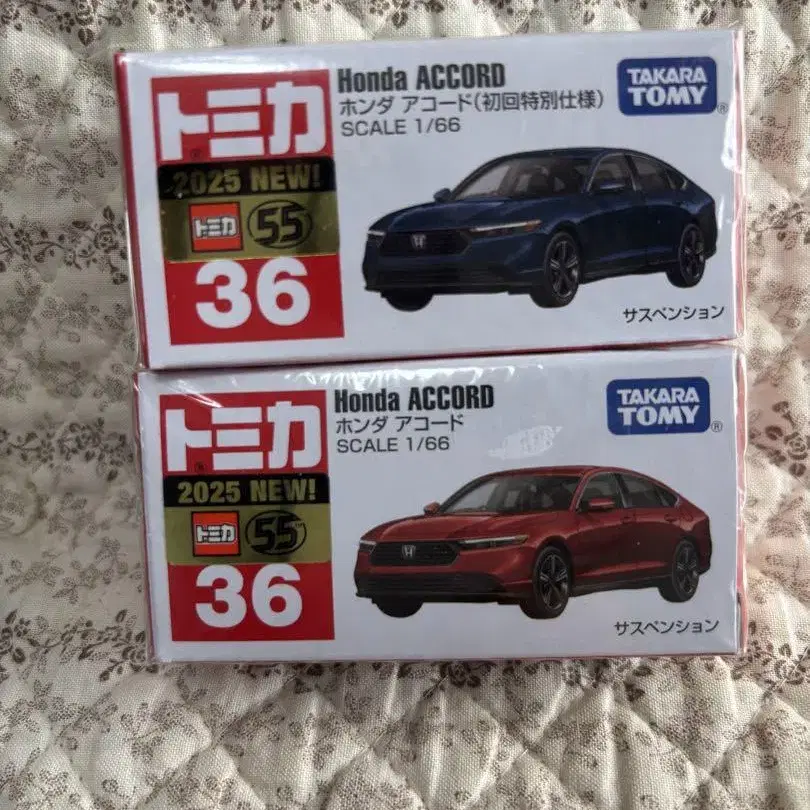 トミカ
®
2025 NEW!
トミカ 55
36
Honda ACCORD
ホンダ アコード(初回特別仕様)
SCALE 1/66
TAKARA
TOMY®
サスペンション
トミカ
®
2025 NEW!
トミカ 55™
36
Honda ACCORD
ホンダ アコード
SCALE 1/66
TAKARA
TOMY®
サスペンション